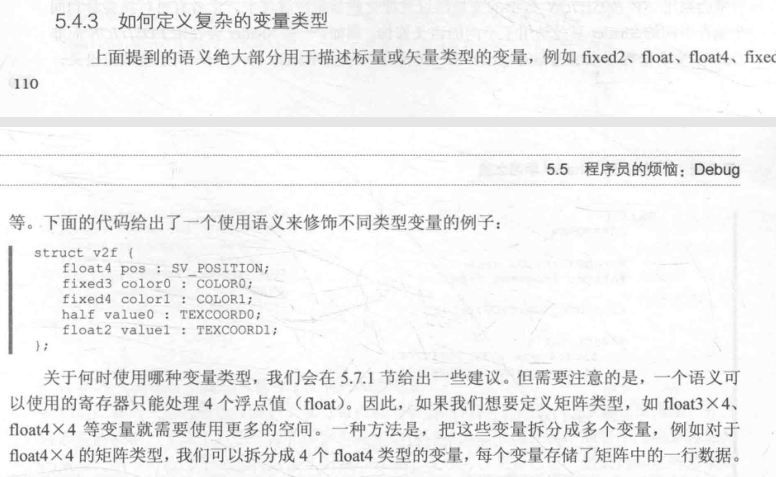 5.4.3 如何定义复杂的变量类型
上面提到的语义绝大部分用于描述标量或矢量类型的变量，例如 fixed2、float、float4、fixed
110
5.5 程序员的烦恼：Debug
等。下面的代码给出了一个使用语义来修饰不同类型变量的例子：
struct v2f {
float4 pos : SV_POSITION;
fixed3 color0 : COLOR0;
fixed4 color1 : COLOR1;
half value0 : TEXCOORD0;
float2 value1 : TEXCOORD1;
};
关于何时使用哪种变量类型，我们会在 5.7.1 节给出一些建议。但需要注意的是，一个语义可
以使用的寄存器只能处理 4 个浮点值（float）。因此，如果我们想要定义矩阵类型，如 float3×4、
float4×4 等变量就需要使用更多的空间。一种方法是，把这些变量拆分成多个变量，例如对于
float4×4 的矩阵类型，我们可以拆分成 4 个 float4 类型的变量，每个变量存储了矩阵中的一行数据。